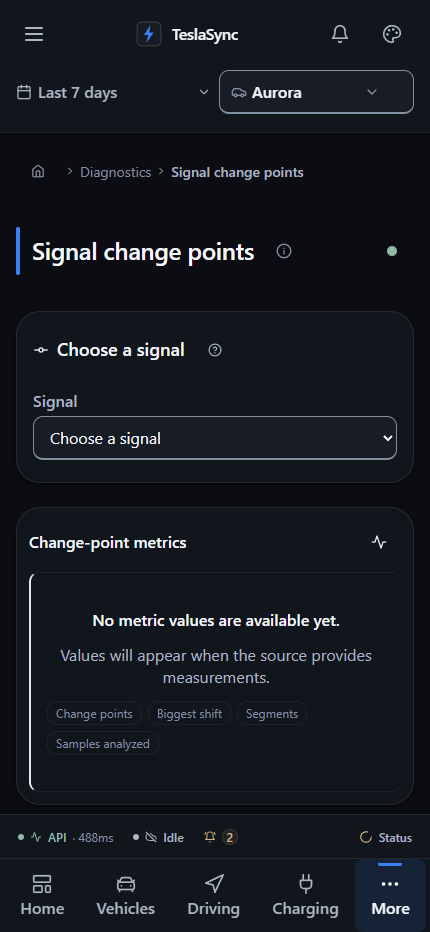 TeslaSync
Last 7 days
Aurora
Diagnostics
Signal change points
Signal change points
Choose a signal
Signal
Choose a signal
Change-point metrics
No metric values are available yet.
Values will appear when the source provides
measurements.
Change points
Biggest shift
Segments
Samples analyzed
API · 488ms
Idle
2
Status
Home
Vehicles
Driving
Charging
More